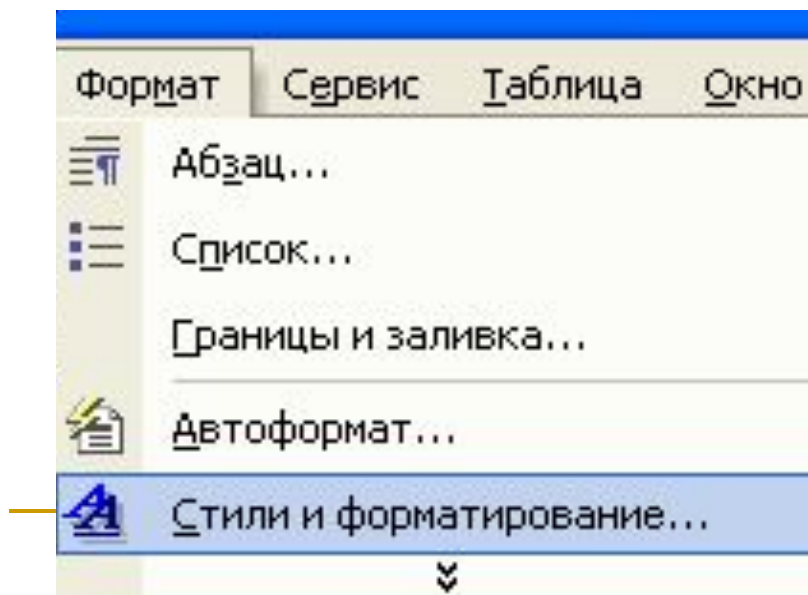 Формат Сервис Таблица Окно
Абзац...
Список...
Границы и заливка...
Автоформат...
Стили и форматирование...